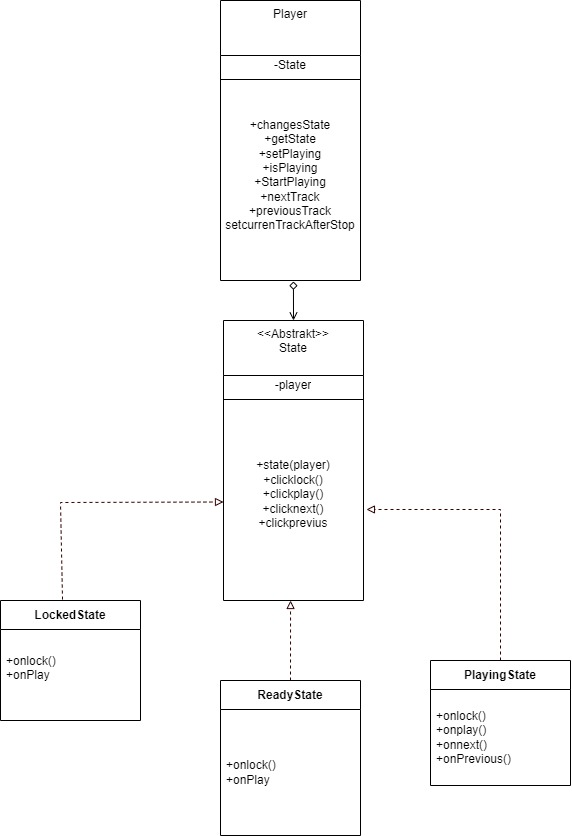 Player
-State
+changesState
+getState
+setPlaying
+isPlaying
+StartPlaying
+nextTrack
+previousTrack
setcurrenTrackAfterStop
<<Abstrakt>>
State
-player
+state(player)
+clicklock()
+clickplay()
+clicknext()
+clickprevius
LockedState
+onlock()
+onPlay
ReadyState
+onlock()
+onPlay
PlayingState
+onlock()
+onplay()
+onnext()
+onPrevious()